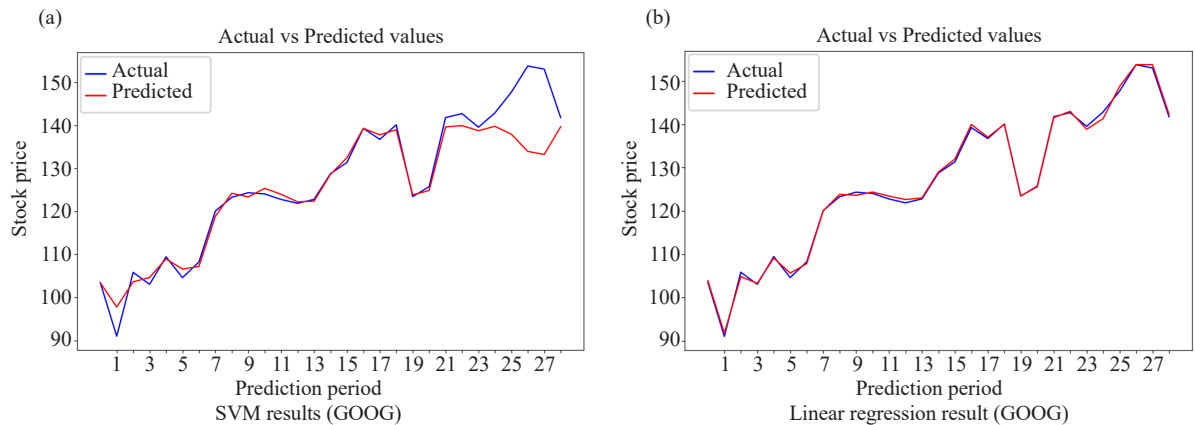 (a)
Actual vs Predicted values
Actual
Predicted
Stock price
150
140
130
120
110
100
90
1 3 5 7 9 11 13 15 17 19 21 23 25 27
Prediction period
SVM results (GOOG)
(b)
Actual vs Predicted values
Actual
Predicted
Stock price
150
140
130
120
110
100
90
1 3 5 7 9 11 13 15 17 19 21 23 25 27
Prediction period
Linear regression result (GOOG)